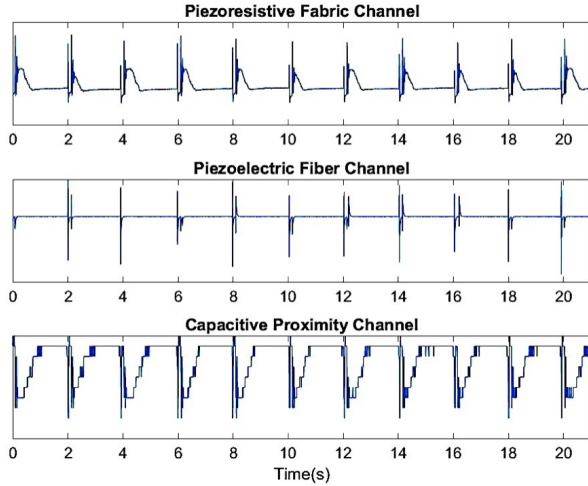 Piezoresistive Fabric Channel
0 2 4 6 8 10 12 14 16 18 20
Piezoelectric Fiber Channel
0 2 4 6 8 10 12 14 16 18 20
Capacitive Proximity Channel
0 2 4 6 8 10 12 14 16 18 20
Time(s)